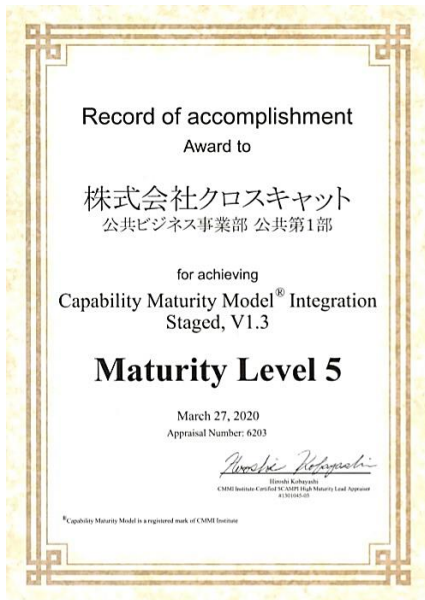 Record of accomplishment
Award to
株式会社クロスキャット
公共ビジネス事業部 公共第1部
for achieving
Capability Maturity Model® Integration
Staged, V1.3
Maturity Level 5
March 27, 2020
Appraisal Number: 6203
Hiroshi Kobayashi
Hiroshi Kobayashi
CMMI Institute-Certified SCAMPI High Maturity Lead Appraiser
®Capability Maturity Model is a registered mark of CMMI Institute